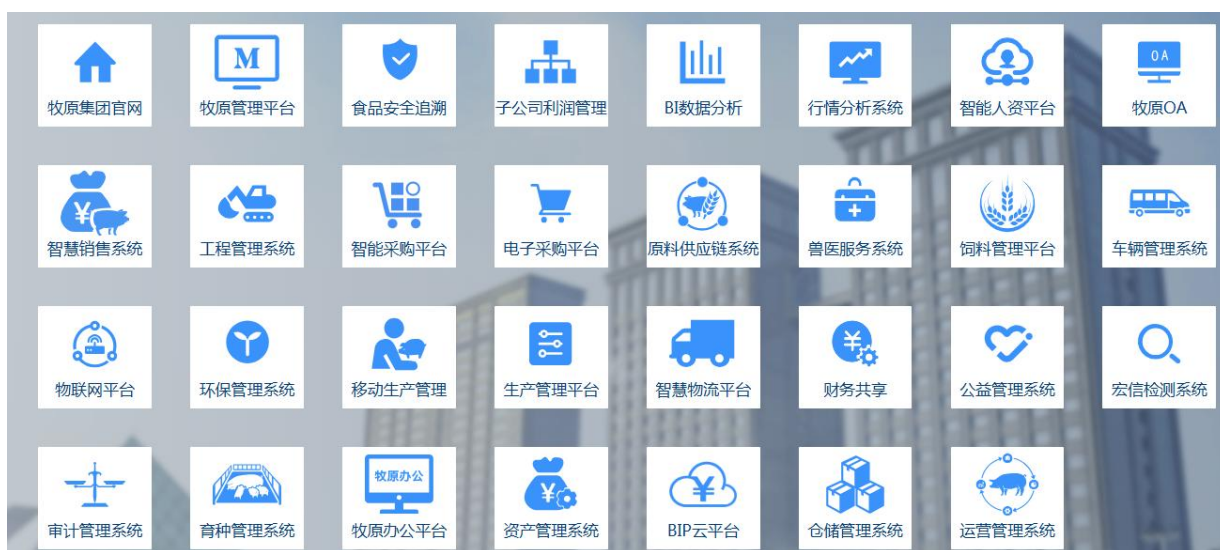 牧原集团官网
M
牧原管理平台
食品安全追溯
子公司利润管理
BI数据分析
行情分析系统
智能人资平台
OA
牧原OA
¥
智慧销售系统
工程管理系统
智能采购平台
电子采购平台
原料供应链系统
兽医服务系统
饲料管理平台
车辆管理系统
物联网平台
环保管理系统
移动生产管理
生产管理平台
智慧物流平台
¥
财务共享
公益管理系统
宏信检测系统
审计管理系统
育种管理系统
牧原办公
牧原办公平台
¥
资产管理系统
¥
BIP云平台
仓储管理系统
运营管理系统